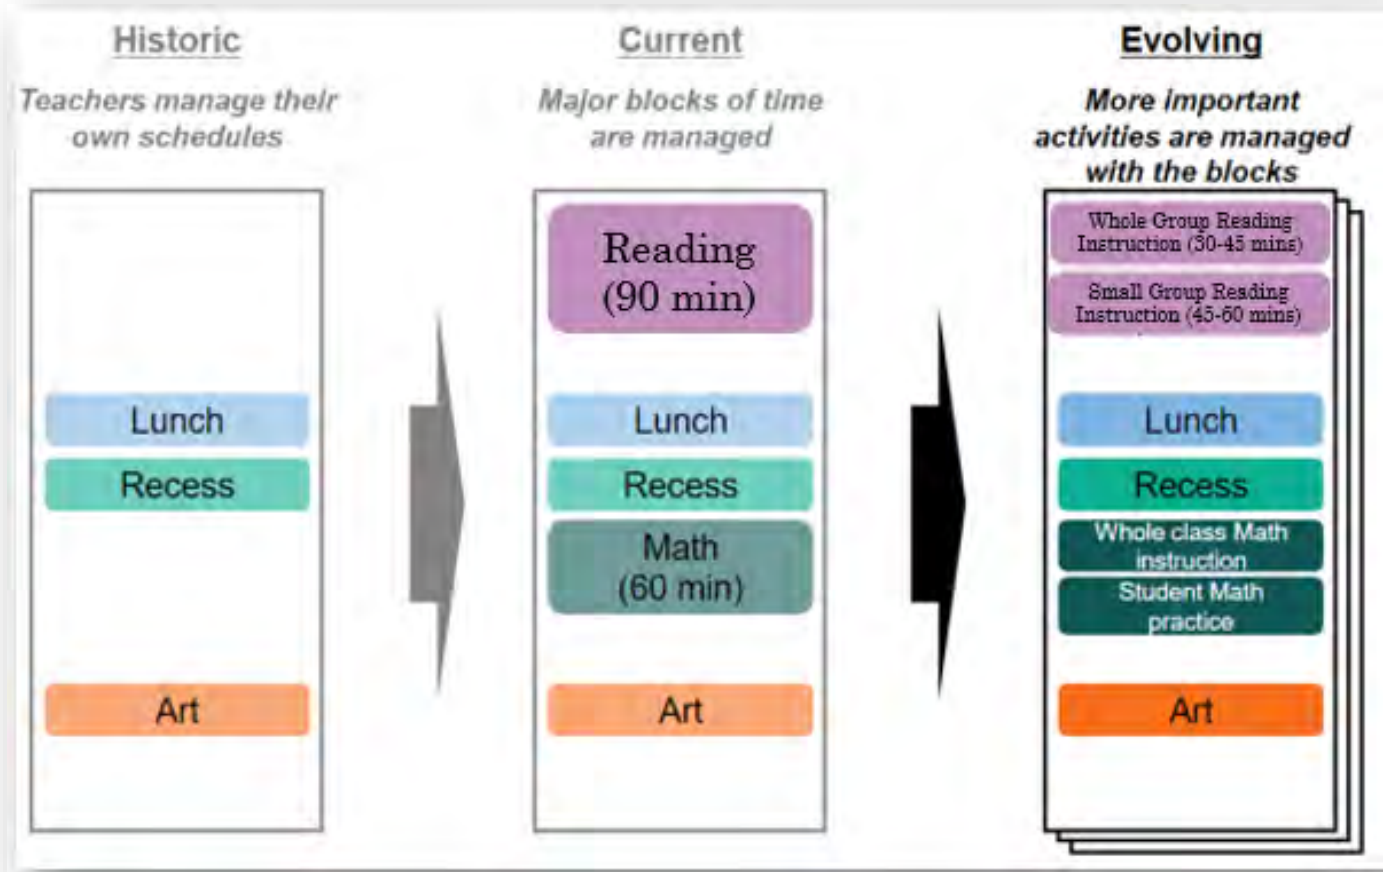 Historic
Teachers manage their
own schedules
Lunch
Recess
Art
Current
Major blocks of time
are managed
Reading
(90 min)
Lunch
Recess
Math
(60 min)
Art
Evolving
More important
activities are managed
with the blocks
Whole Group Reading
Instruction (30-45 mins)
Small Group Reading
Instruction (45-60 mins)
Lunch
Recess
Whole class Math
instruction
Student Math
practice
Art